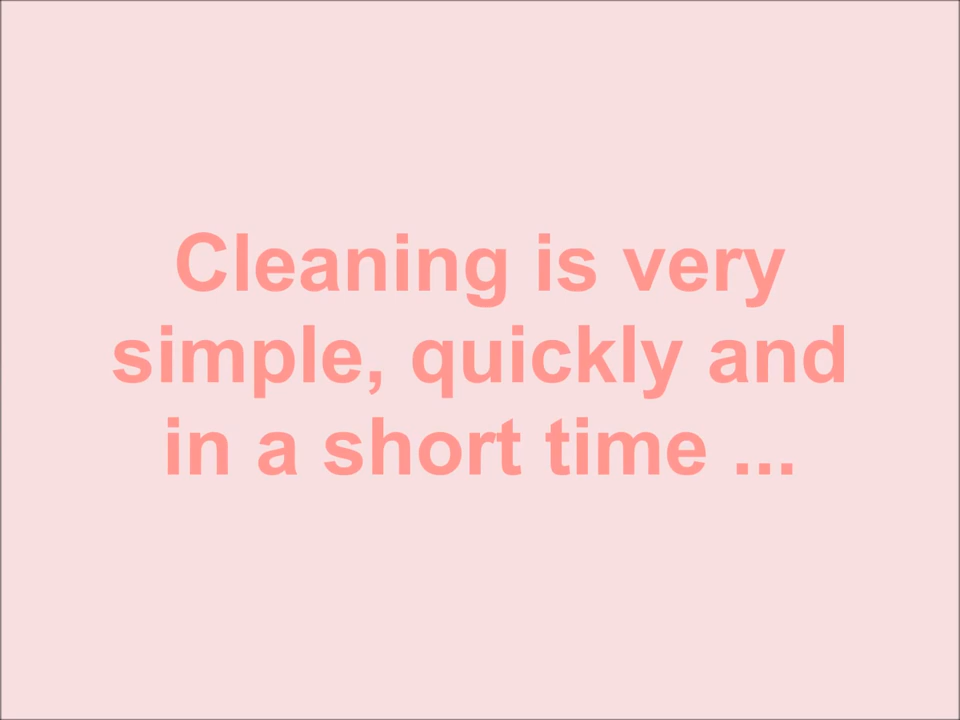 Cleaning is very
simple, quickly and
in a short time ...